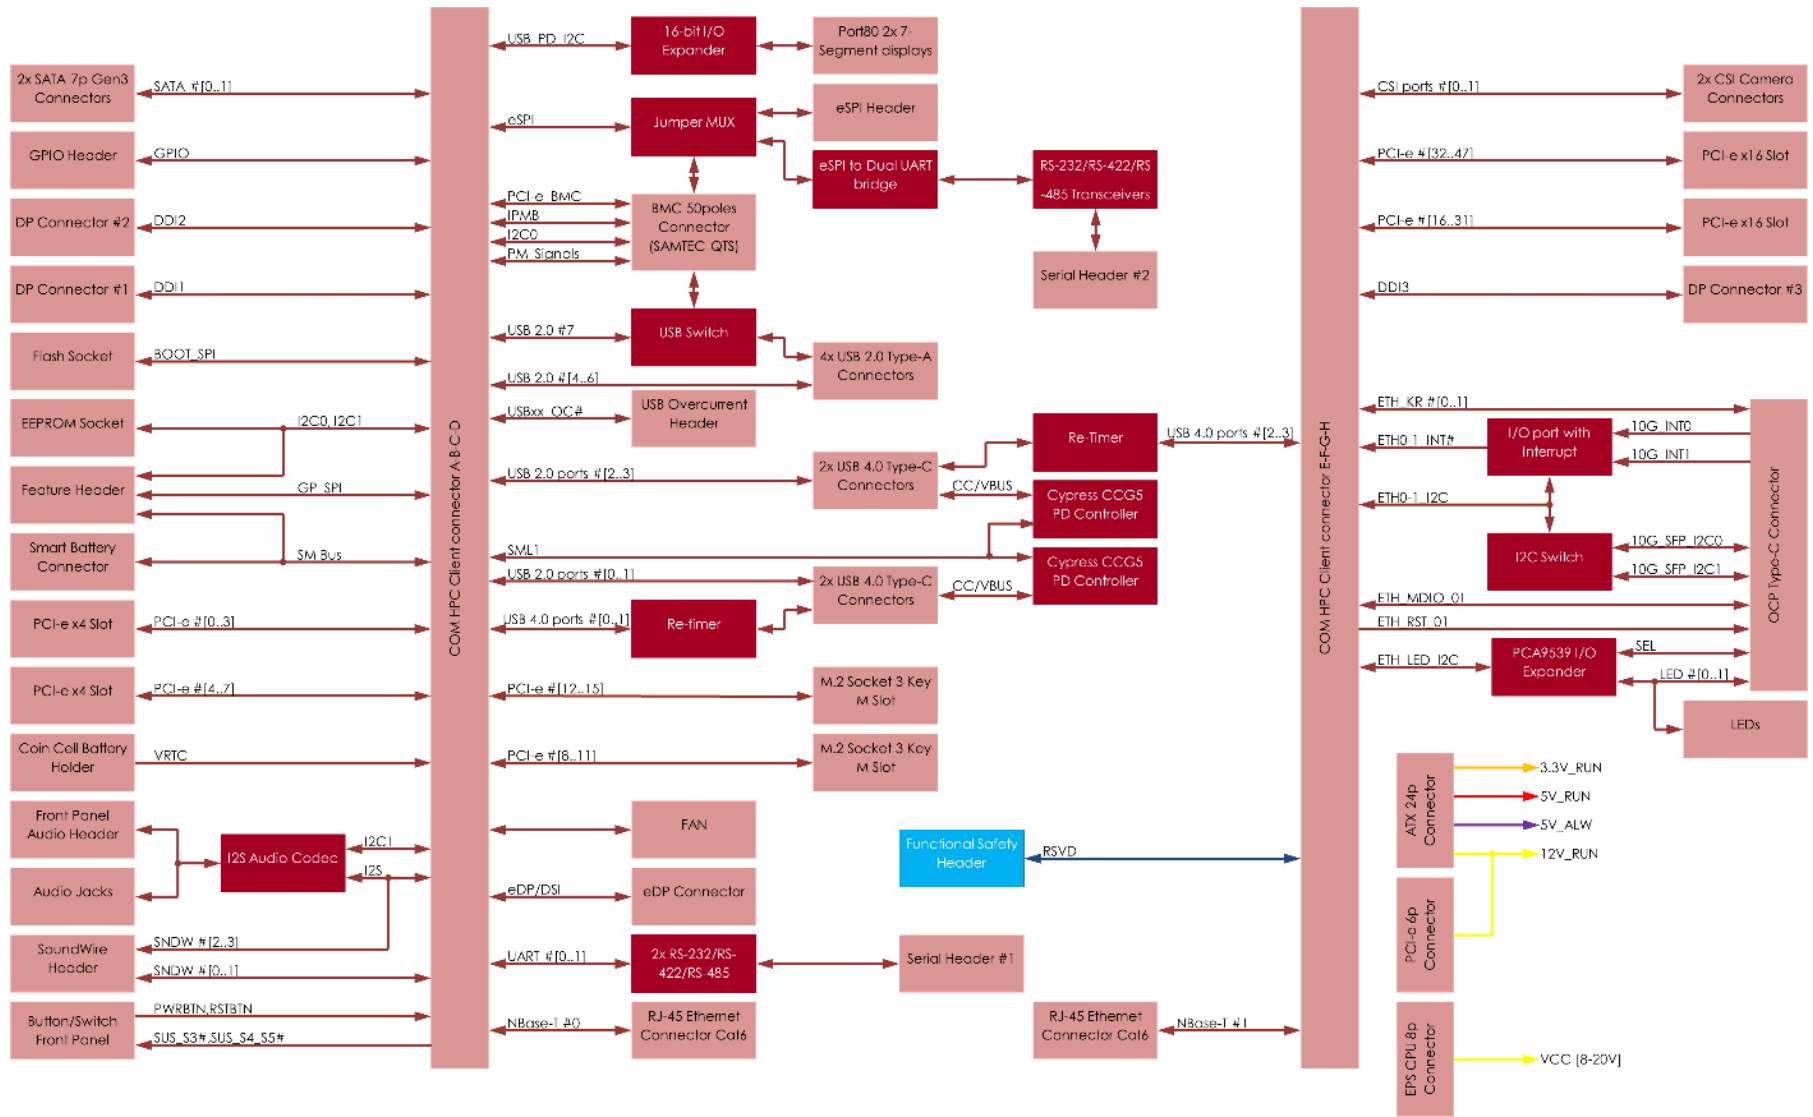 2x SATA 7p Gen3
Connectors
SATA #[0..1]
GPIO Header
GPIO
DP Connector #2
DDI2
DP Connector #1
DDI1
Flash Socket
BOOT_SPI
EEPROM Socket
I2C0, I2C1
Feature Header
GP_SPI
Smart Battery
Connector
SM Bus
PCI-e x4 Slot
PCI-e #[0..3]
PCI-e x4 Slot
PCI-e #[4..7]
Coin Cell Battery
Holder
VRTC
Front Panel
Audio Header
Audio Jacks
I2S Audio Codec
I2C1
I2S
SoundWire
Header
SNDW #[2..3]
SNDW #[0..1]
Button/Switch
Front Panel
PWRBTN,RSTBTN
SUS_S3#,SUS_S4_S5#
COM HPC Client connector A-B-C-D
USB_PD_I2C
16-bit I/O
Expander
Port80 2x 7-
Segment displays
eSPI
Jumper MUX
eSPI Header
eSPI to Dual UART
bridge
RS-232/RS-422/RS
-485 Transceivers
Serial Header #2
PCI-e_BMC
IPMB
I2C0
PM_Signals
BMC 50poles
Connector
(SAMTEC QTS)
USB 2.0 #7
USB Switch
4x USB 2.0 Type-A
Connectors
USB 2.0 #[4..6]
USBxx_OC#
USB Overcurrent
Header
USB 2.0 ports #[2..3]
2x USB 4.0 Type-C
Connectors
Re-Timer
USB 4.0 ports #[2..3]
CC/VBUS
Cypress CCG5
PD Controller
SML1
Cypress CCG5
PD Controller
USB 2.0 ports #[0..1]
2x USB 4.0 Type-C
Connectors
CC/VBUS
USB 4.0 ports #[0..1]
Re-timer
PCI-e #[12..15]
M.2 Socket 3 Key
M Slot
PCI-e #[8..11]
M.2 Socket 3 Key
M Slot
FAN
eDP/DSI
eDP Connector
UART #[0..1]
2x RS-232/RS-
422/RS-485
Serial Header #1
NBase-T #0
RJ-45 Ethernet
Connector Cat6
Functional Safety
Header
RSVD
RJ-45 Ethernet
Connector Cat6
NBase-T #1
COM HPC Client connector E-F-G-H
CSI ports #[0..1]
2x CSI Camera
Connectors
PCI-e #[32..47]
PCI-e x16 Slot
PCI-e #[16..31]
PCI-e x16 Slot
DDI3
DP Connector #3
ETH_KR #[0..1]
ETH0-1_INT#
I/O port with
Interrupt
10G_INT0
10G_INT1
ETH0-1_I2C
I2C Switch
10G_SFP_I2C0
10G_SFP_I2C1
ETH_MDIO_01
ETH_RST_01
ETH_LED_I2C
PCA9539 I/O
Expander
SEL
LED #[0..1]
OCP Type-C Connector
LEDs
ATX 24p
Connector
3.3V_RUN
5V_RUN
5V_ALW
12V_RUN
PCI-e 6p
Connector
EPS CPU 8p
Connector
VCC [8-20V]